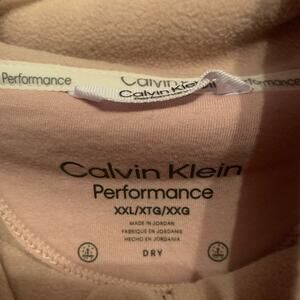 Performance Calvin Klein
Calvin Klein
Calvin Klein
Performance
XXL/XTG/XXG
MADE IN JORDAN
FABRIQUÉ EN JORDANIE
HECHO EN JORDANIA
DRY